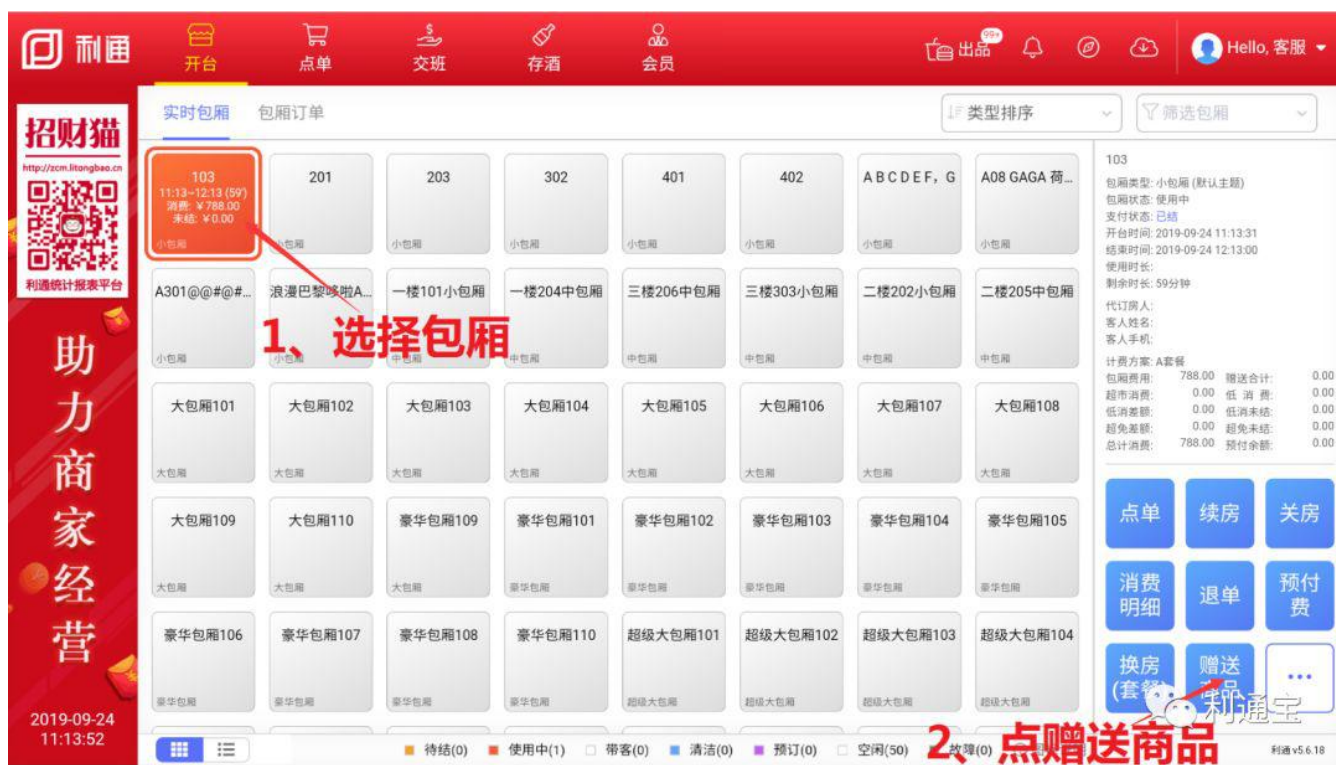 利通
开台
点单
交班
存酒
会员
出品
99+
Hello, 客服
招财猫
http://zcm.litongbao.cn
利通统计报表平台
助力商家经营
2019-09-24
11:13:52
实时包厢
包厢订单
类型排序
筛选包厢
103
11:13~12:13 (59')
消费: ¥788.00
未结: ¥0.00
小包厢
201
小包厢
203
小包厢
302
小包厢
401
小包厢
402
小包厢
A B C D E F, G
小包厢
A08 GAGA 荷...
小包厢
A301@@#@#...
小包厢
浪漫巴黎哆啦A...
小包厢
一楼101小包厢
中包厢
一楼204中包厢
中包厢
三楼206中包厢
中包厢
三楼303小包厢
中包厢
二楼202小包厢
中包厢
二楼205中包厢
中包厢
1、选择包厢
大包厢101
大包厢
大包厢102
大包厢
大包厢103
大包厢
大包厢104
大包厢
大包厢105
大包厢
大包厢106
大包厢
大包厢107
大包厢
大包厢108
大包厢
大包厢109
大包厢
大包厢110
大包厢
豪华包厢109
豪华包厢
豪华包厢101
豪华包厢
豪华包厢102
豪华包厢
豪华包厢103
豪华包厢
豪华包厢104
豪华包厢
豪华包厢105
豪华包厢
豪华包厢106
豪华包厢
豪华包厢107
豪华包厢
豪华包厢108
豪华包厢
豪华包厢110
豪华包厢
超级大包厢101
超级大包厢
超级大包厢102
超级大包厢
超级大包厢103
超级大包厢
超级大包厢104
超级大包厢
待结(0)
使用中(1)
带客(0)
清洁(0)
预订(0)
空闲(50)
故障(0)
103
包厢类型: 小包厢 (默认主题)
包厢状态: 使用中
支付状态: 已结
开台时间: 2019-09-24 11:13:31
结束时间: 2019-09-24 12:13:00
使用时长:
剩余时长: 59分钟
代订房人:
客人姓名:
客人手机:
计费方案: A套餐
包厢费用: 788.00 赠送合计: 0.00
超市消费: 0.00 低 消 费: 0.00
低消差额: 0.00 低消未结: 0.00
超免差额: 0.00 超免未结: 0.00
总计消费: 788.00 预付余额: 0.00
点单
续房
关房
消费明细
退单
预付费
换房(套餐)
赠送商品
...
利通宝
2、点赠送商品
利通 v5.6.18